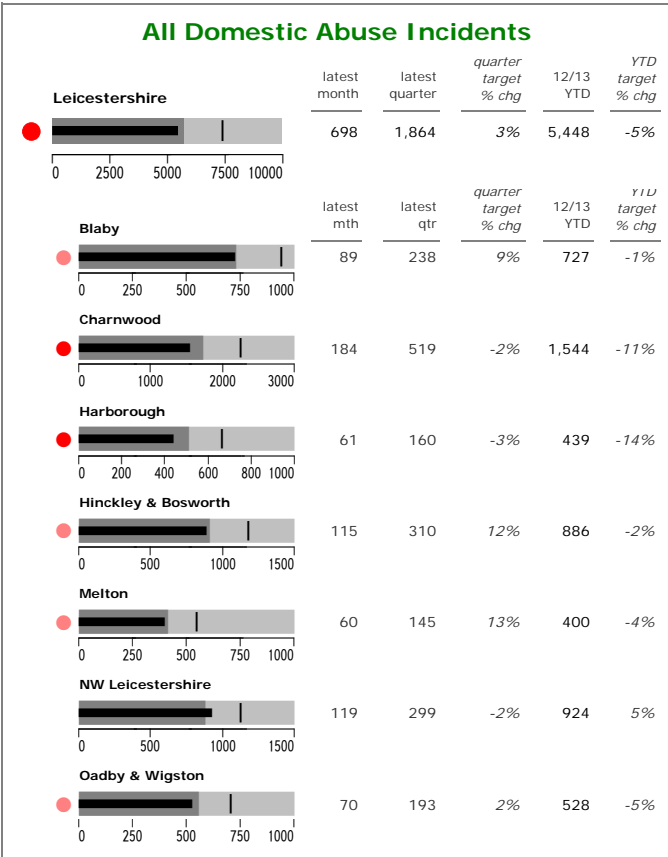 All Domestic Abuse Incidents
latest month latest quarter quarter target % chg 12/13 YTD YTD target % chg
Leicestershire
698 1,864 3% 5,448 -5%
0 2500 5000 7500 10000
latest mth latest qtr quarter target % chg 12/13 YTD YTD target % chg
Blaby
89 238 9% 727 -1%
0 250 500 750 1000
Charnwood
184 519 -2% 1,544 -11%
0 1000 2000 3000
Harborough
61 160 -3% 439 -14%
0 200 400 600 800 1000
Hinckley & Bosworth
115 310 12% 886 -2%
0 500 1000 1500
Melton
60 145 13% 400 -4%
0 250 500 750 1000
NW Leicestershire
119 299 -2% 924 5%
0 500 1000 1500
Oadby & Wigston
70 193 2% 528 -5%
0 250 500 750 1000